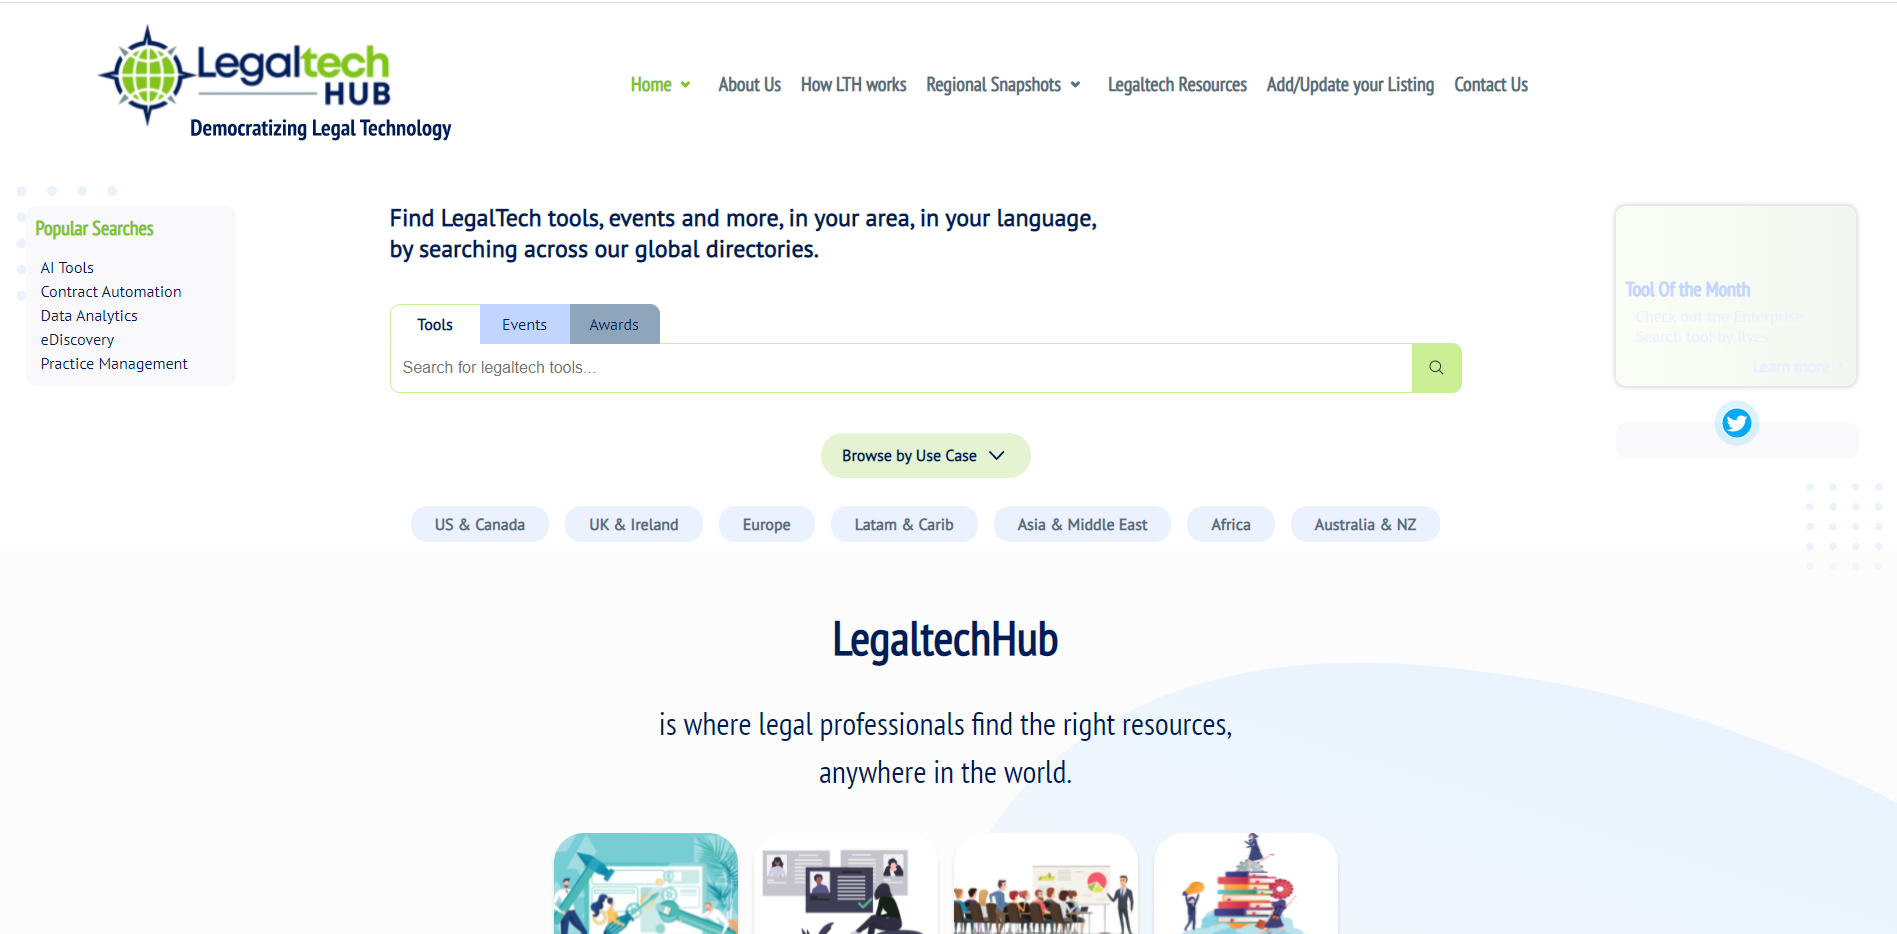 Legaltech
HUB
Democratizing Legal Technology
Home
About Us
How LTH works
Regional Snapshots
Legaltech Resources
Add/Update your Listing
Contact Us
Popular Searches
AI Tools
Contract Automation
Data Analytics
eDiscovery
Practice Management
Find LegalTech tools, events and more, in your area, in your language,
by searching across our global directories.
Tools
Events
Awards
Search for legaltech tools...
Browse by Use Case
US & Canada
UK & Ireland
Europe
Latam & Carib
Asia & Middle East
Africa
Australia & NZ
Tool Of the Month
Check out the Enterprise
Search tool by Ilves
Learn more
LegaltechHub
is where legal professionals find the right resources,
anywhere in the world.